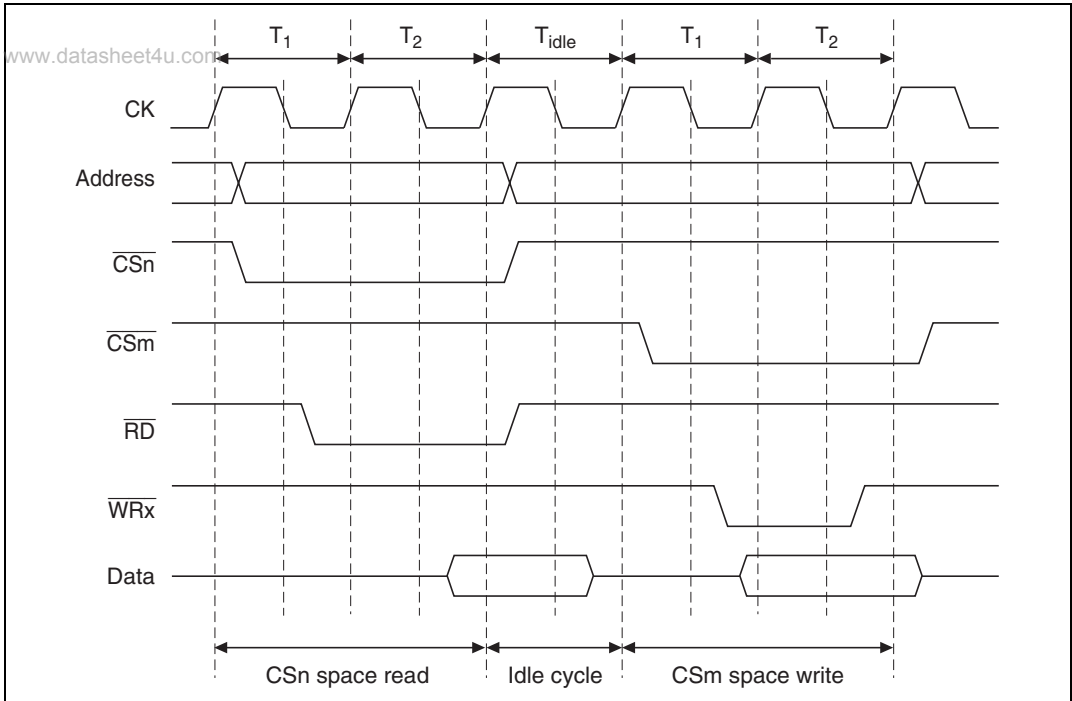 T1 T2 Tidle T1 T2
www.datasheet4u.com
CK
Address
CSn
CSm
RD
WRx
Data
CSn space read Idle cycle CSm space write